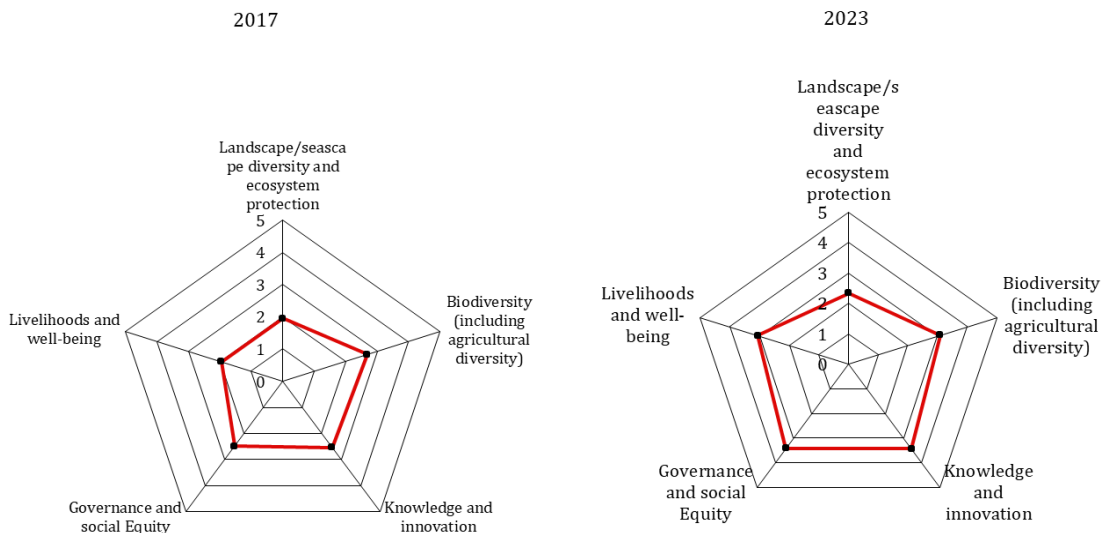 2017
Landscape/seasca
pe diversity and
ecosystem
protection
5
4
3
2
1
0
Biodiversity
(including
agricultural
diversity)
Knowledge and
innovation
Governance and
social Equity
Livelihoods and
well-being
2023
Landscape/s
eascape
diversity
and
ecosystem
protection
5
4
3
2
1
0
Biodiversity
(including
agricultural
diversity)
Knowledge
and
innovation
Governance
and social
Equity
Livelihoods
and well-
being